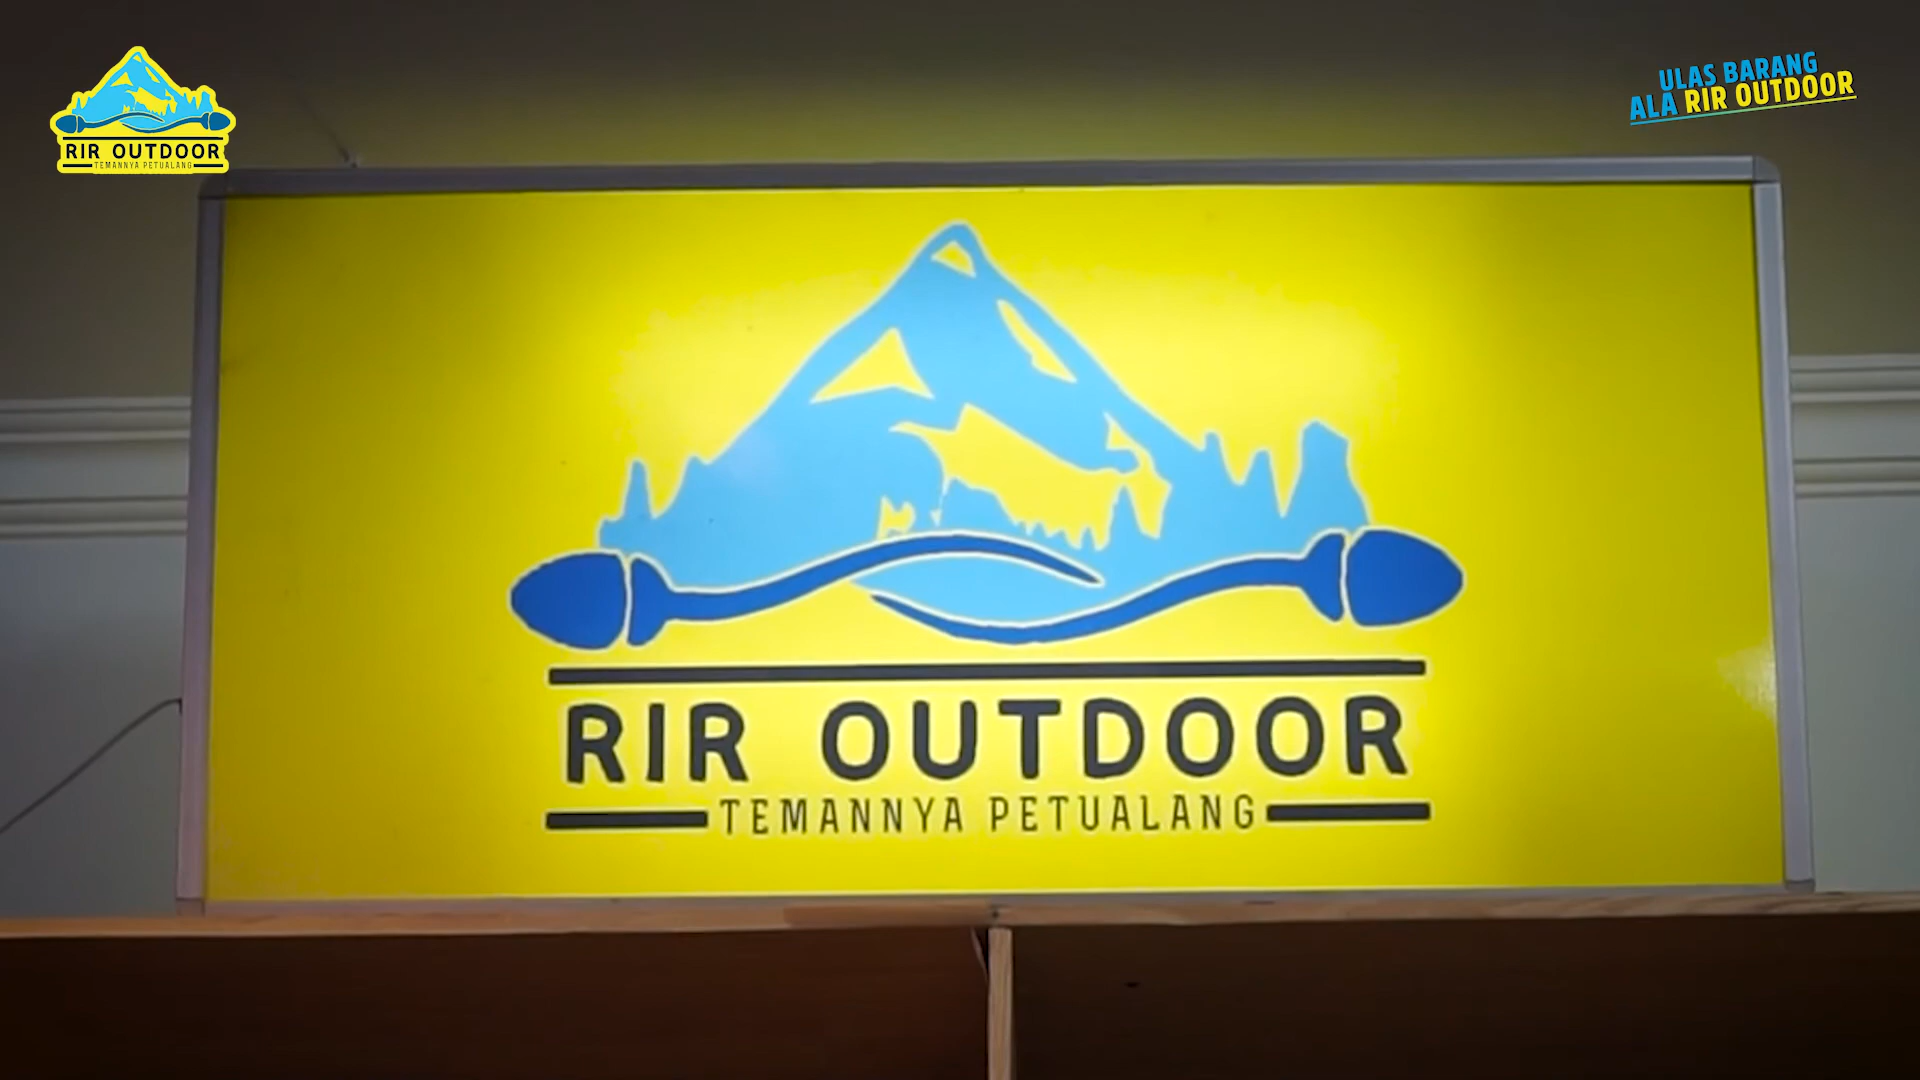 RIR OUTDOOR
TEMANNYA PETUALANG
ULAS BARANG
ALA RIR OUTDOOR
RIR OUTDOOR
TEMANNYA PETUALANG